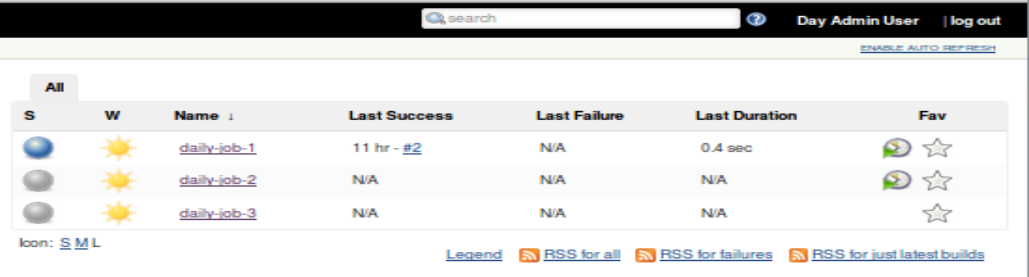 search ? Day Admin User | log out
ENABLE AUTO REFRESH
All
S W Name ↓ Last Success Last Failure Last Duration Fav
daily-job-1 11 hr - #2 N/A 0.4 sec
daily-job-2 N/A N/A N/A
daily-job-3 N/A N/A N/A
Icon: S M L
Legend RSS for all RSS for failures RSS for just latest builds